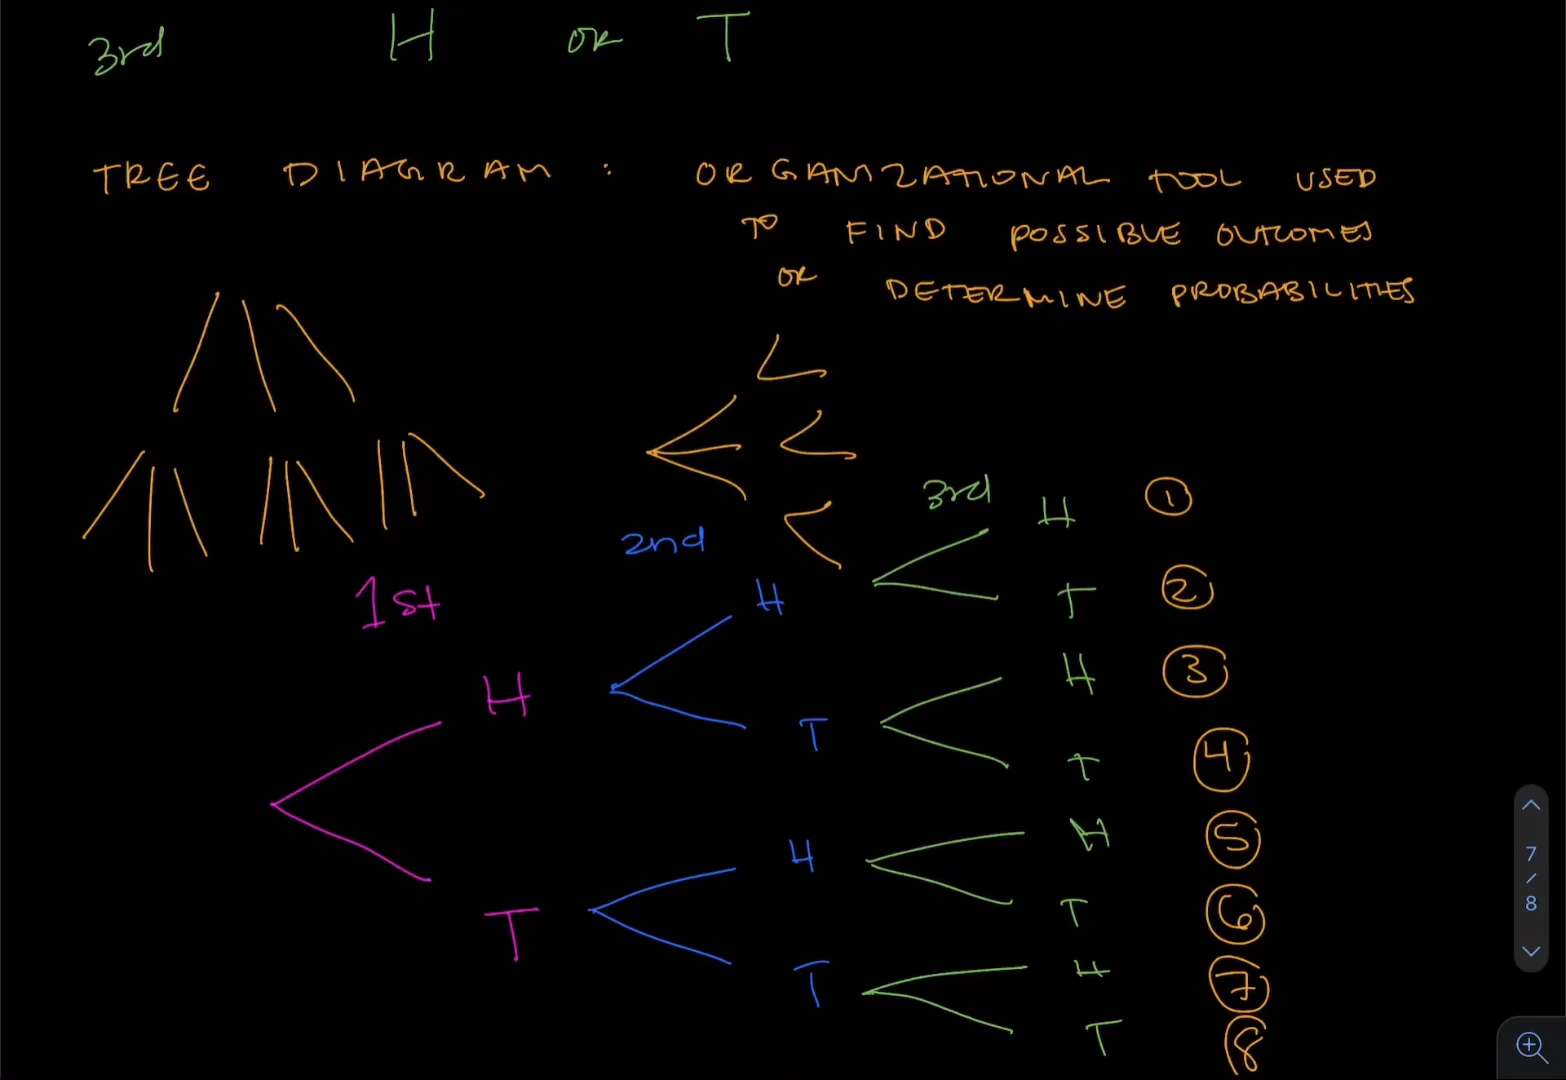 3rd H OR T
TREE DIAGRAM : ORGANIZATIONAL TOOL USED
TO FIND POSSIBLE OUTCOMES
OR DETERMINE PROBABILITIES
1st
2nd
3rd
H
T
H
T
H
T
H ①
T ②
H ③
T ④
H ⑤
T ⑥
H ⑦
T ⑧
7
/
8